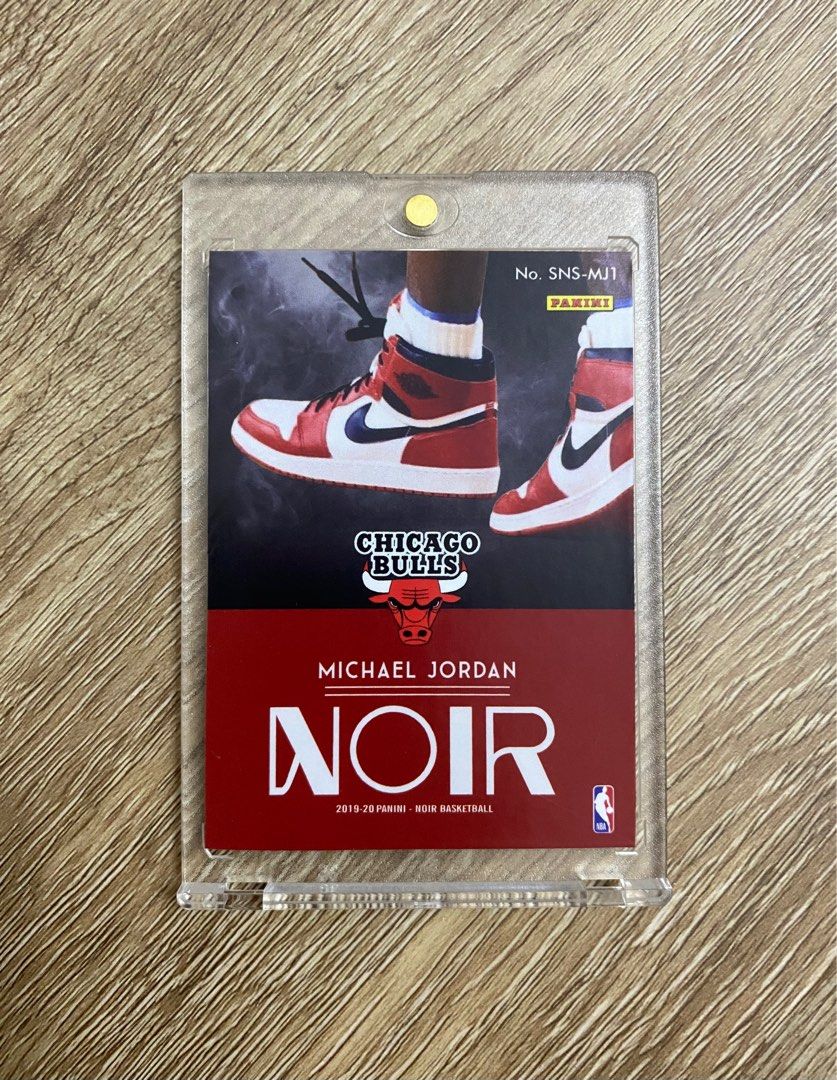 No. SNS-MJ1
PANINI
CHICAGO
BULLS
MICHAEL JORDAN
NOIR
2019-20 PANINI - NOIR BASKETBALL
NBA